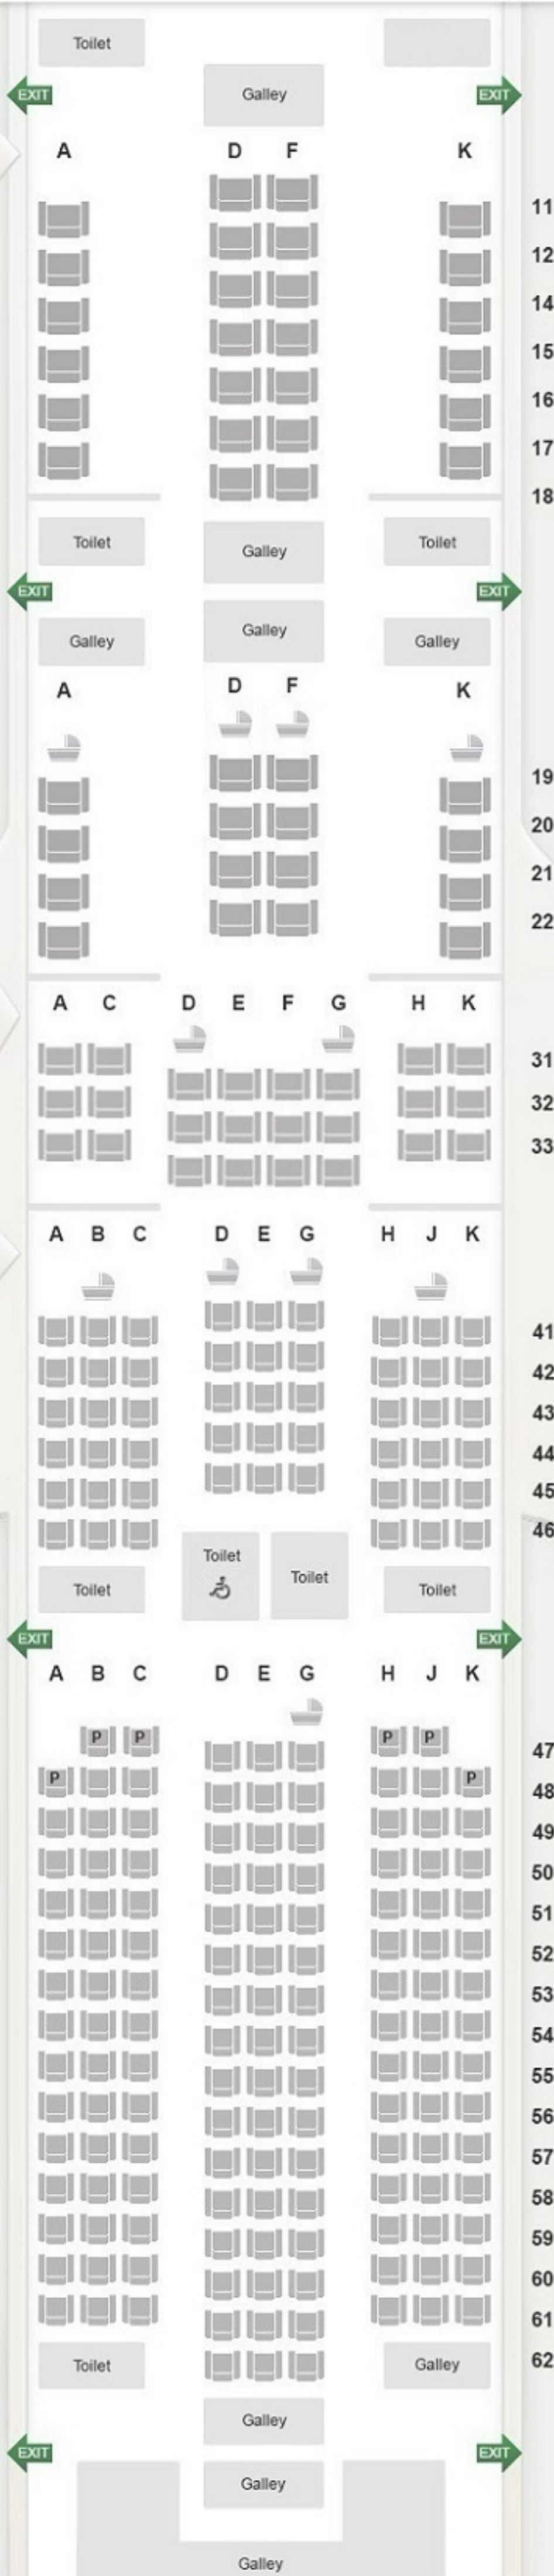 Toilet
EXIT Galley EXIT
A D F K
11
12
14
15
16
17
18
Toilet Galley Toilet
EXIT EXIT
Galley Galley Galley
A D F K
19
20
21
22
A C D E F G H K
31
32
33
A B C D E G H J K
41
42
43
44
45
46
Toilet Toilet Toilet Toilet
EXIT EXIT
A B C D E G H J K
P P P P
47
P P
48
49
50
51
52
53
54
55
56
57
58
59
60
61
62
Toilet Galley
Galley
EXIT EXIT
Galley
Galley